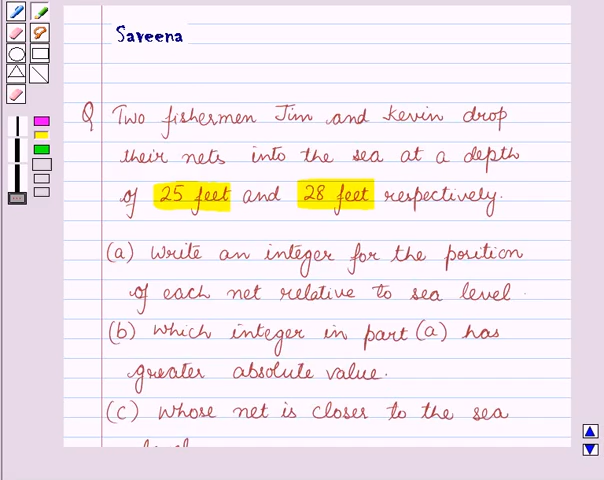 Saveena
Q Two fishermen Jim and Kevin drop
their nets into the sea at a depth
of 25 feet and 28 feet respectively.
(a) Write an integer for the position
of each net relative to sea level.
(b) which integer in part (a) has
greater absolute value.
(c) whose net is closer to the sea